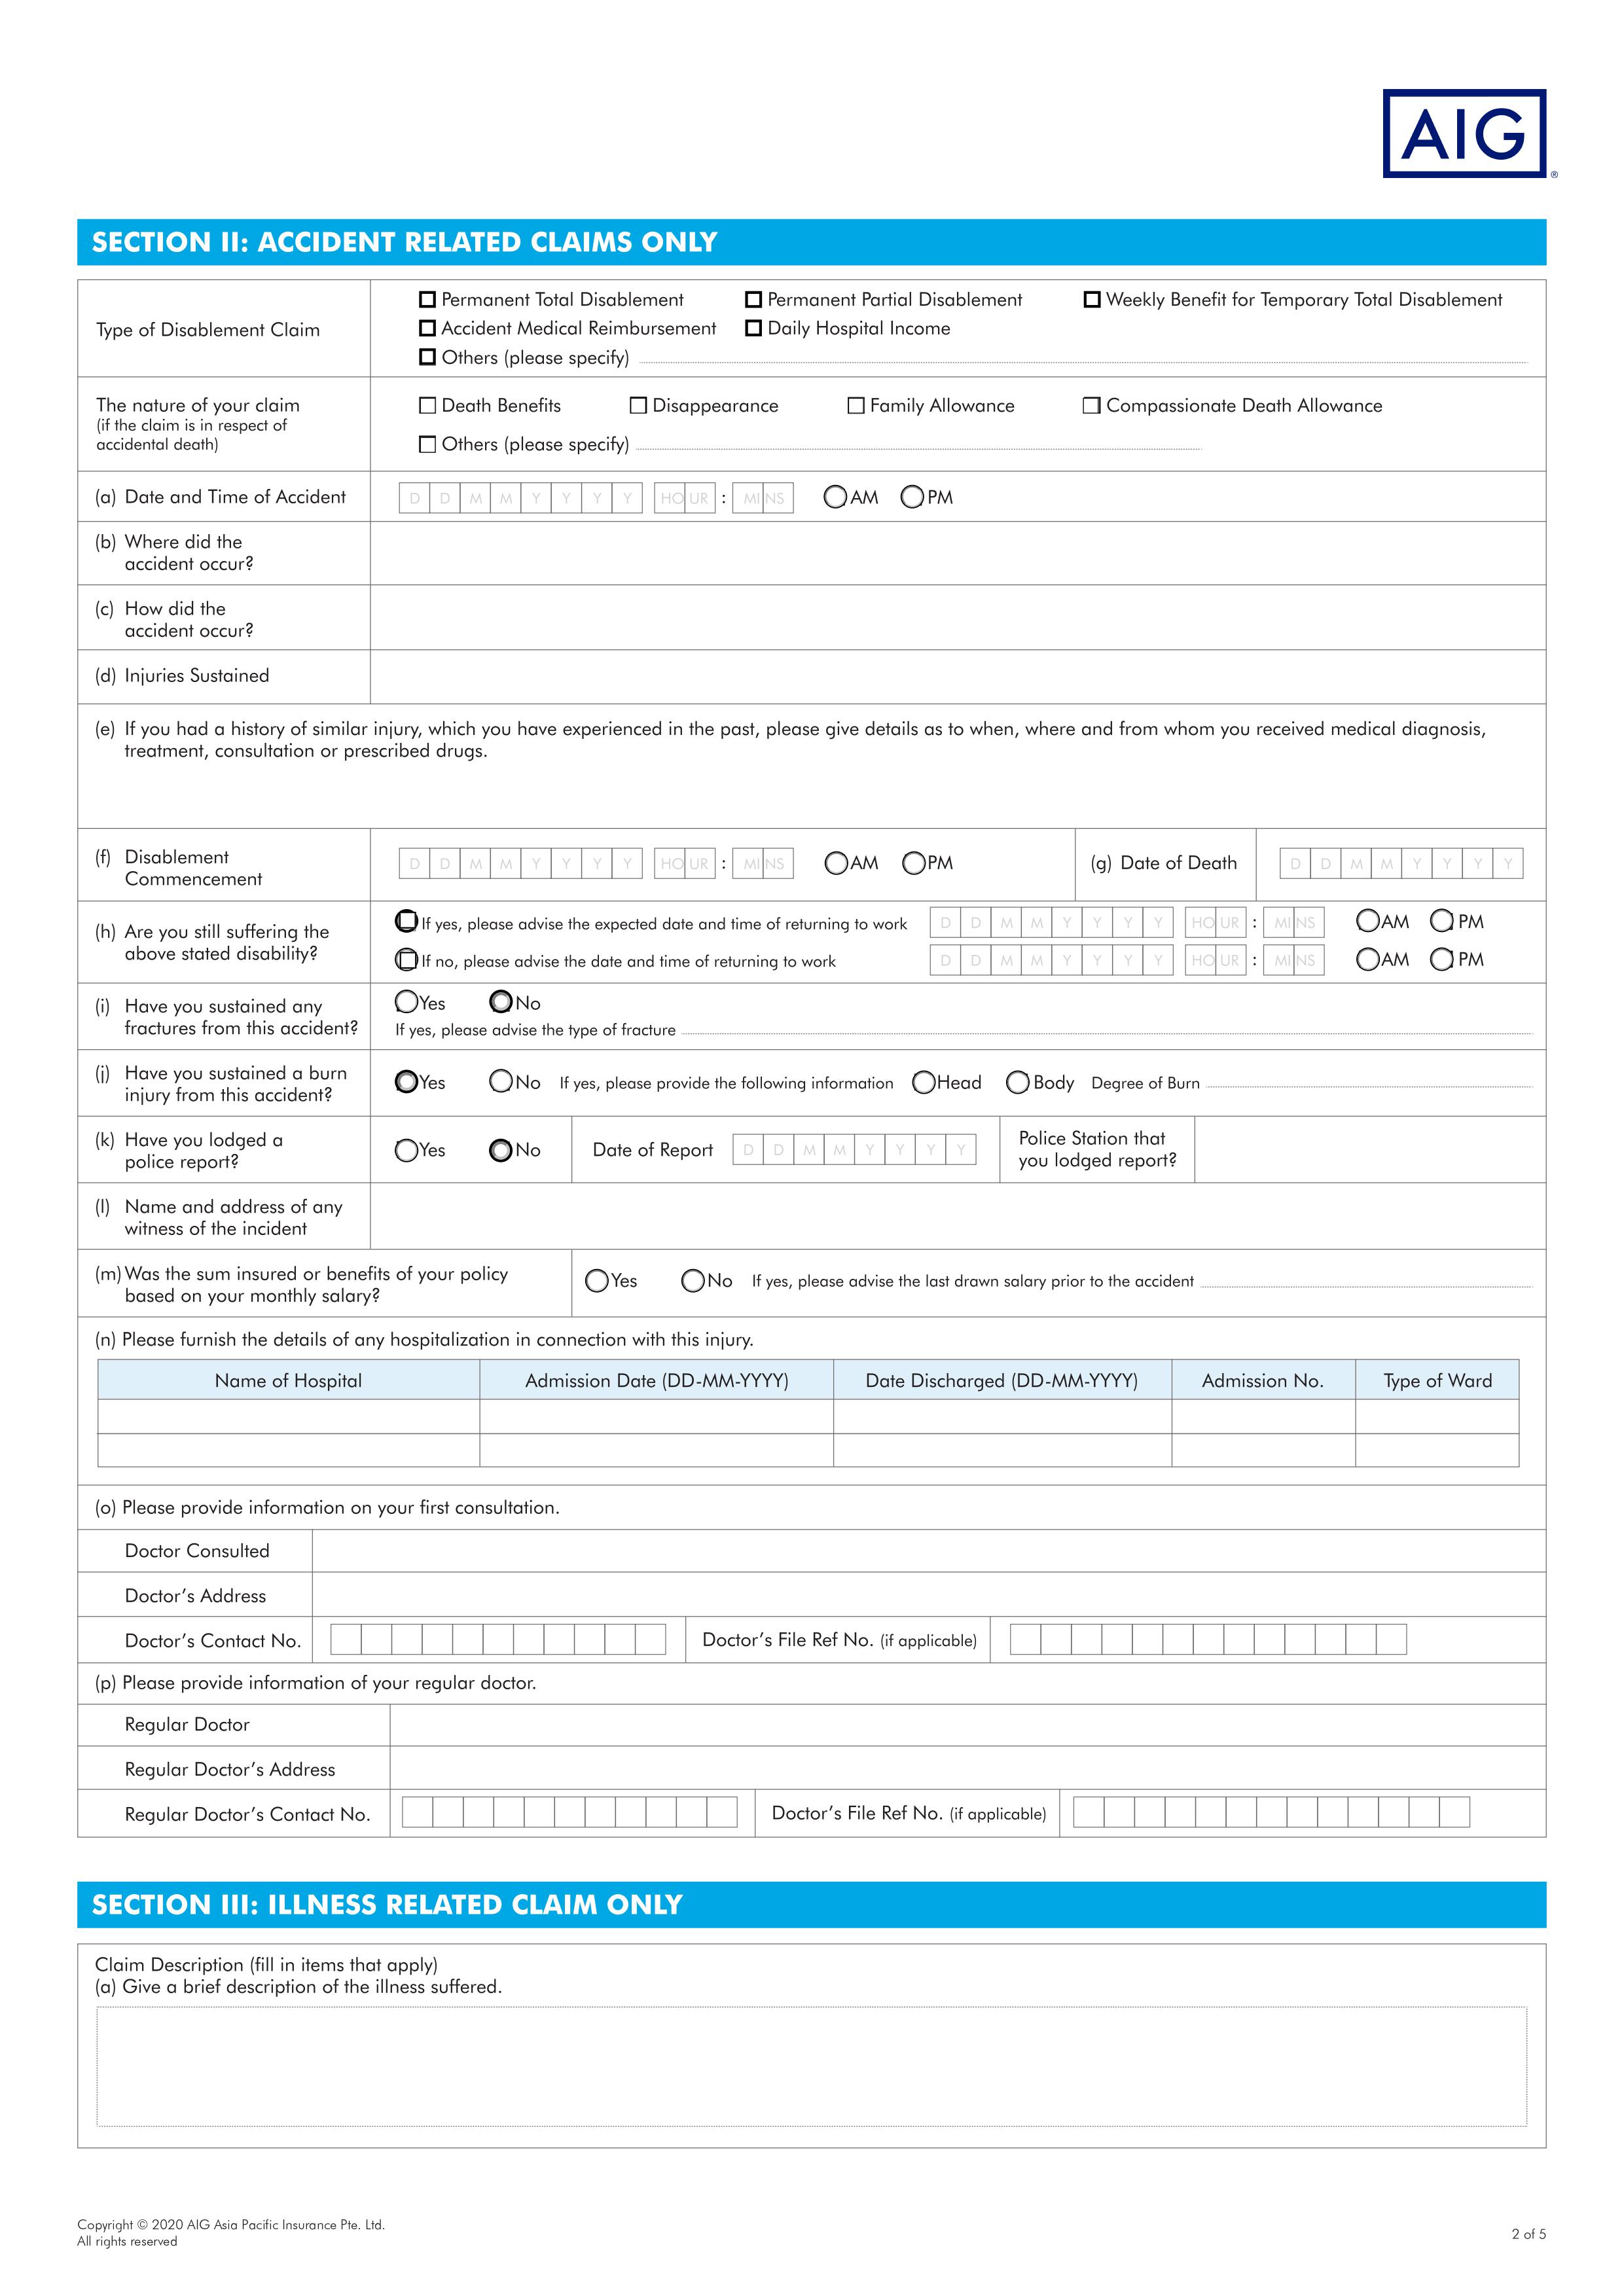 AIG
®
SECTION II: ACCIDENT RELATED CLAIMS ONLY
Type of Disablement Claim
Permanent Total Disablement
Permanent Partial Disablement
Weekly Benefit for Temporary Total Disablement
Accident Medical Reimbursement
Daily Hospital Income
Others (please specify)
The nature of your claim
(if the claim is in respect of
accidental death)
Death Benefits
Disappearance
Family Allowance
Compassionate Death Allowance
Others (please specify)
(a) Date and Time of Accident
D D M M Y Y Y Y HOUR : MINS AM PM
(b) Where did the
accident occur?
(c) How did the
accident occur?
(d) Injuries Sustained
(e) If you had a history of similar injury, which you have experienced in the past, please give details as to when, where and from whom you received medical diagnosis,
treatment, consultation or prescribed drugs.
(f) Disablement
Commencement
D D M M Y Y Y Y HOUR : MINS AM PM
(g) Date of Death
D D M M Y Y Y Y
(h) Are you still suffering the
above stated disability?
If yes, please advise the expected date and time of returning to work D D M M Y Y Y Y HOUR : MINS AM PM
If no, please advise the date and time of returning to work D D M M Y Y Y Y HOUR : MINS AM PM
(i) Have you sustained any
fractures from this accident?
Yes No
If yes, please advise the type of fracture
(j) Have you sustained a burn
injury from this accident?
Yes No If yes, please provide the following information Head Body Degree of Burn
(k) Have you lodged a
police report?
Yes No
Date of Report D D M M Y Y Y Y
Police Station that
you lodged report?
(l) Name and address of any
witness of the incident
(m) Was the sum insured or benefits of your policy
based on your monthly salary?
Yes No If yes, please advise the last drawn salary prior to the accident
(n) Please furnish the details of any hospitalization in connection with this injury.
Name of Hospital Admission Date (DD-MM-YYYY) Date Discharged (DD-MM-YYYY) Admission No. Type of Ward
(o) Please provide information on your first consultation.
Doctor Consulted
Doctor's Address
Doctor's Contact No.
Doctor's File Ref No. (if applicable)
(p) Please provide information of your regular doctor.
Regular Doctor
Regular Doctor's Address
Regular Doctor's Contact No.
Doctor's File Ref No. (if applicable)
SECTION III: ILLNESS RELATED CLAIM ONLY
Claim Description (fill in items that apply)
(a) Give a brief description of the illness suffered.
Copyright © 2020 AIG Asia Pacific Insurance Pte. Ltd.
All rights reserved
2 of 5